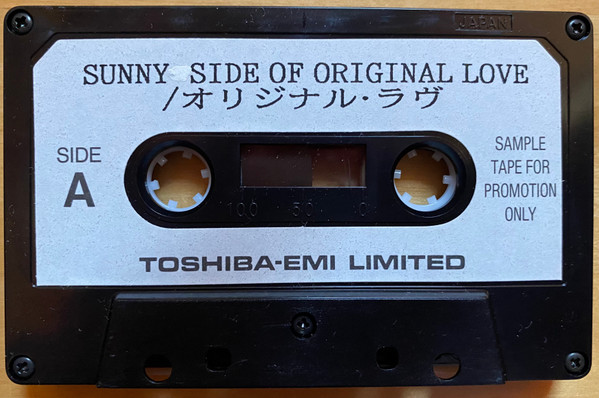 JAPAN
SUNNY SIDE OF ORIGINAL LOVE
/オリジナル・ラヴ
SIDE
A
100 50 0
SAMPLE
TAPE FOR
PROMOTION
ONLY
TOSHIBA-EMI LIMITED